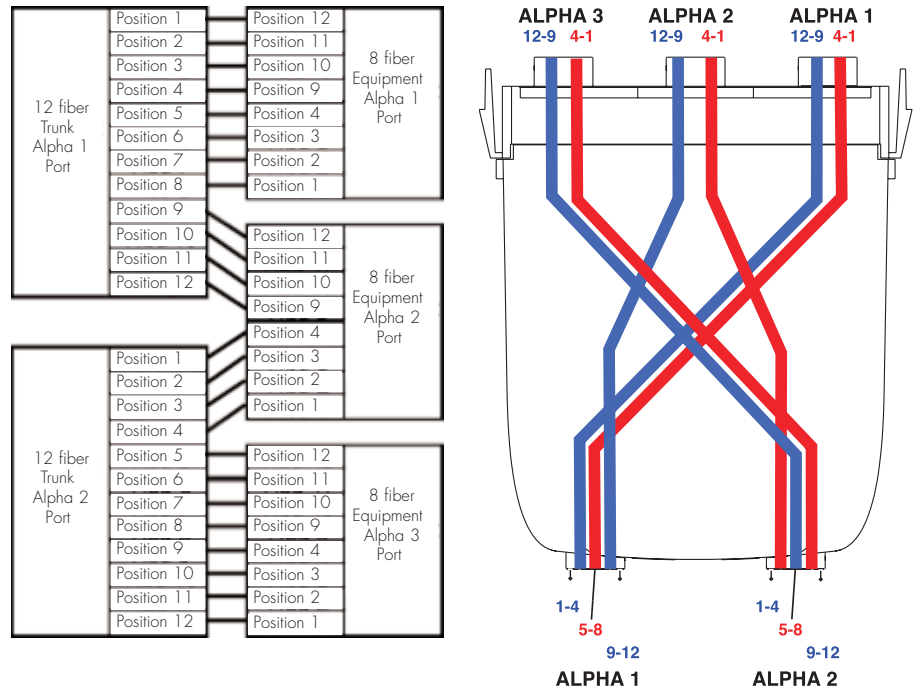 12 fiber
Trunk
Alpha 1
Port
Position 1
Position 2
Position 3
Position 4
Position 5
Position 6
Position 7
Position 8
Position 9
Position 10
Position 11
Position 12
12 fiber
Trunk
Alpha 2
Port
Position 1
Position 2
Position 3
Position 4
Position 5
Position 6
Position 7
Position 8
Position 9
Position 10
Position 11
Position 12
Position 12
Position 11
Position 10
Position 9
Position 4
Position 3
Position 2
Position 1
8 fiber
Equipment
Alpha 1
Port
Position 12
Position 11
Position 10
Position 9
Position 4
Position 3
Position 2
Position 1
8 fiber
Equipment
Alpha 2
Port
Position 12
Position 11
Position 10
Position 9
Position 4
Position 3
Position 2
Position 1
8 fiber
Equipment
Alpha 3
Port
ALPHA 3 ALPHA 2 ALPHA 1
12-9 4-1 12-9 4-1 12-9 4-1
1-4 1-4
5-8 5-8
9-12 9-12
ALPHA 1 ALPHA 2